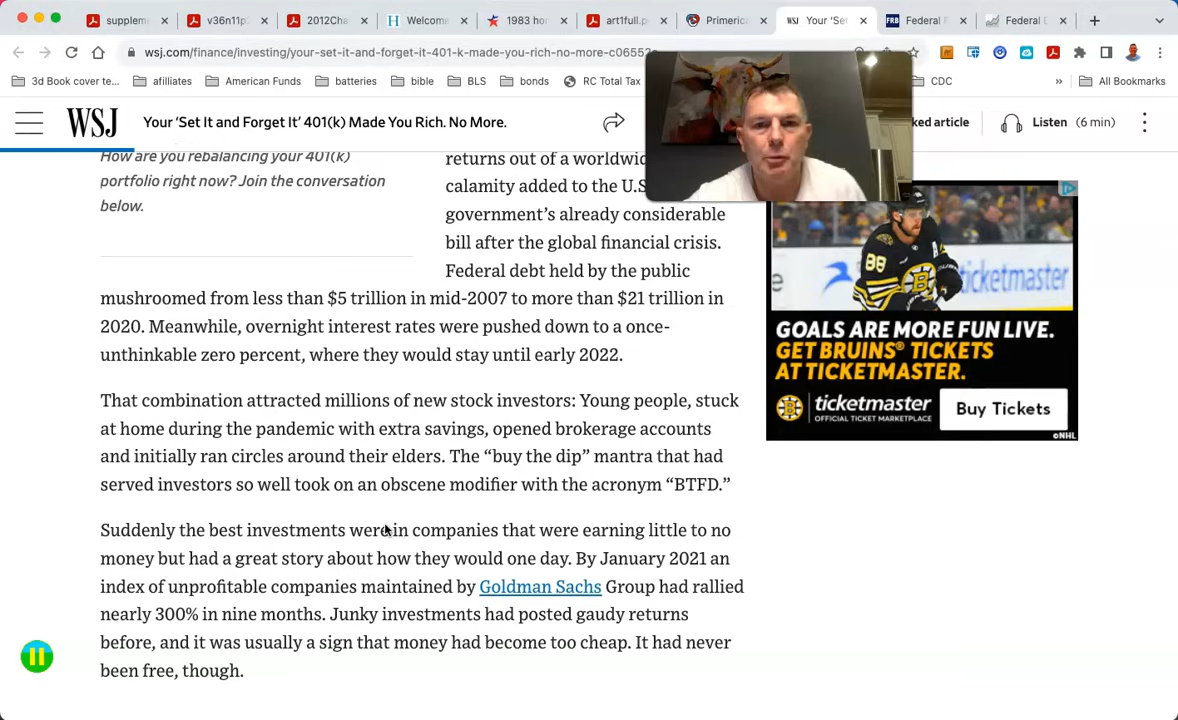 supplem
v36n11p
2012Cha
Welcome
1983 ho
art1full.p
Primerica
WSJ
Your 'Se
FRB
Federal F
Federal
wsj.com/finance/investing/your-set-it-and-forget-it-401-k-made-you-rich-no-more-c06552
3d Book cover te...
afilliates
American Funds
batteries
bible
BLS
bonds
RC Total Tax
CDC
»
All Bookmarks
WSJ
Your 'Set It and Forget It' 401(k) Made You Rich. No More.
ked article
Listen (6 min)
How are you rebalancing your 401(k)
portfolio right now? Join the conversation
below.
returns out of a worldwid
calamity added to the U.S
government's already considerable
bill after the global financial crisis.
Federal debt held by the public
mushroomed from less than $5 trillion in mid-2007 to more than $21 trillion in
2020. Meanwhile, overnight interest rates were pushed down to a once-
unthinkable zero percent, where they would stay until early 2022.
That combination attracted millions of new stock investors: Young people, stuck
at home during the pandemic with extra savings, opened brokerage accounts
and initially ran circles around their elders. The “buy the dip” mantra that had
served investors so well took on an obscene modifier with the acronym “BTFD.”
Suddenly the best investments were in companies that were earning little to no
money but had a great story about how they would one day. By January 2021 an
index of unprofitable companies maintained by Goldman Sachs Group had rallied
nearly 300% in nine months. Junky investments had posted gaudy returns
before, and it was usually a sign that money had become too cheap. It had never
been free, though.
88
ticketmaster
GOALS ARE MORE FUN LIVE.
GET BRUINS® TICKETS
AT TICKETMASTER.
ticketmaster
OFFICIAL TICKET MARKETPLACE
Buy Tickets
©NHL